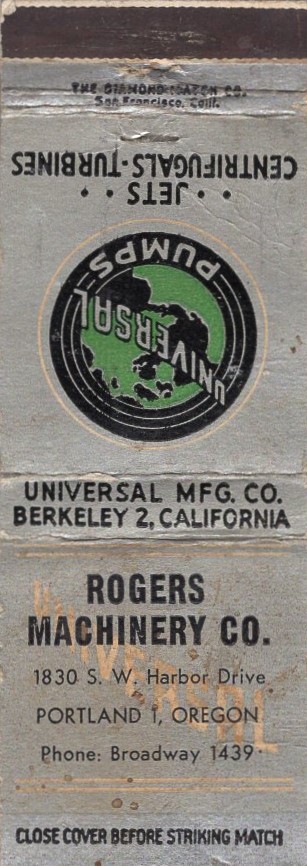 THE DIAMOND MATCH CO.
San Francisco, Calif.
CENTRIFUGALS-TURBINES
• • JETS • •
PUMPS
UNIVERSAL
UNIVERSAL MFG. CO.
BERKELEY 2, CALIFORNIA
UNIVERSAL
ROGERS
MACHINERY CO.
1830 S. W. Harbor Drive
PORTLAND 1, OREGON
Phone: Broadway 1439
CLOSE COVER BEFORE STRIKING MATCH